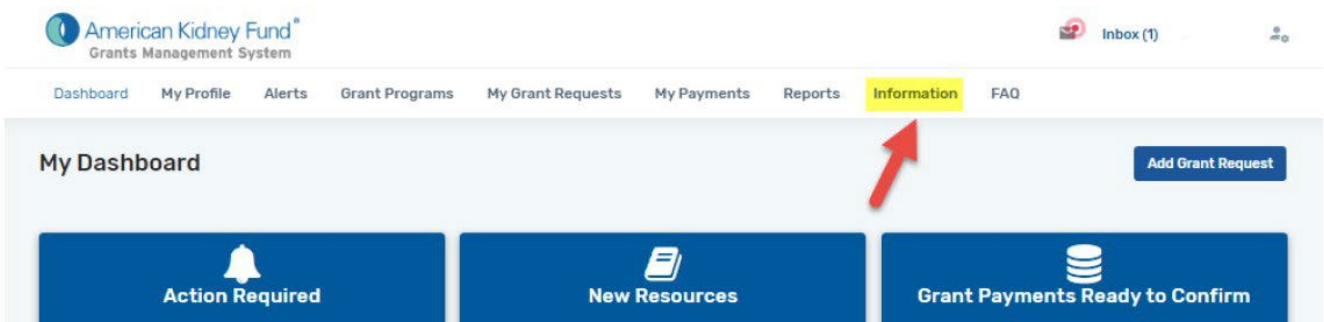 American Kidney Fund®
Grants Management System
Inbox (1)
Dashboard My Profile Alerts Grant Programs My Grant Requests My Payments Reports Information FAQ
My Dashboard
Add Grant Request
Action Required
New Resources
Grant Payments Ready to Confirm